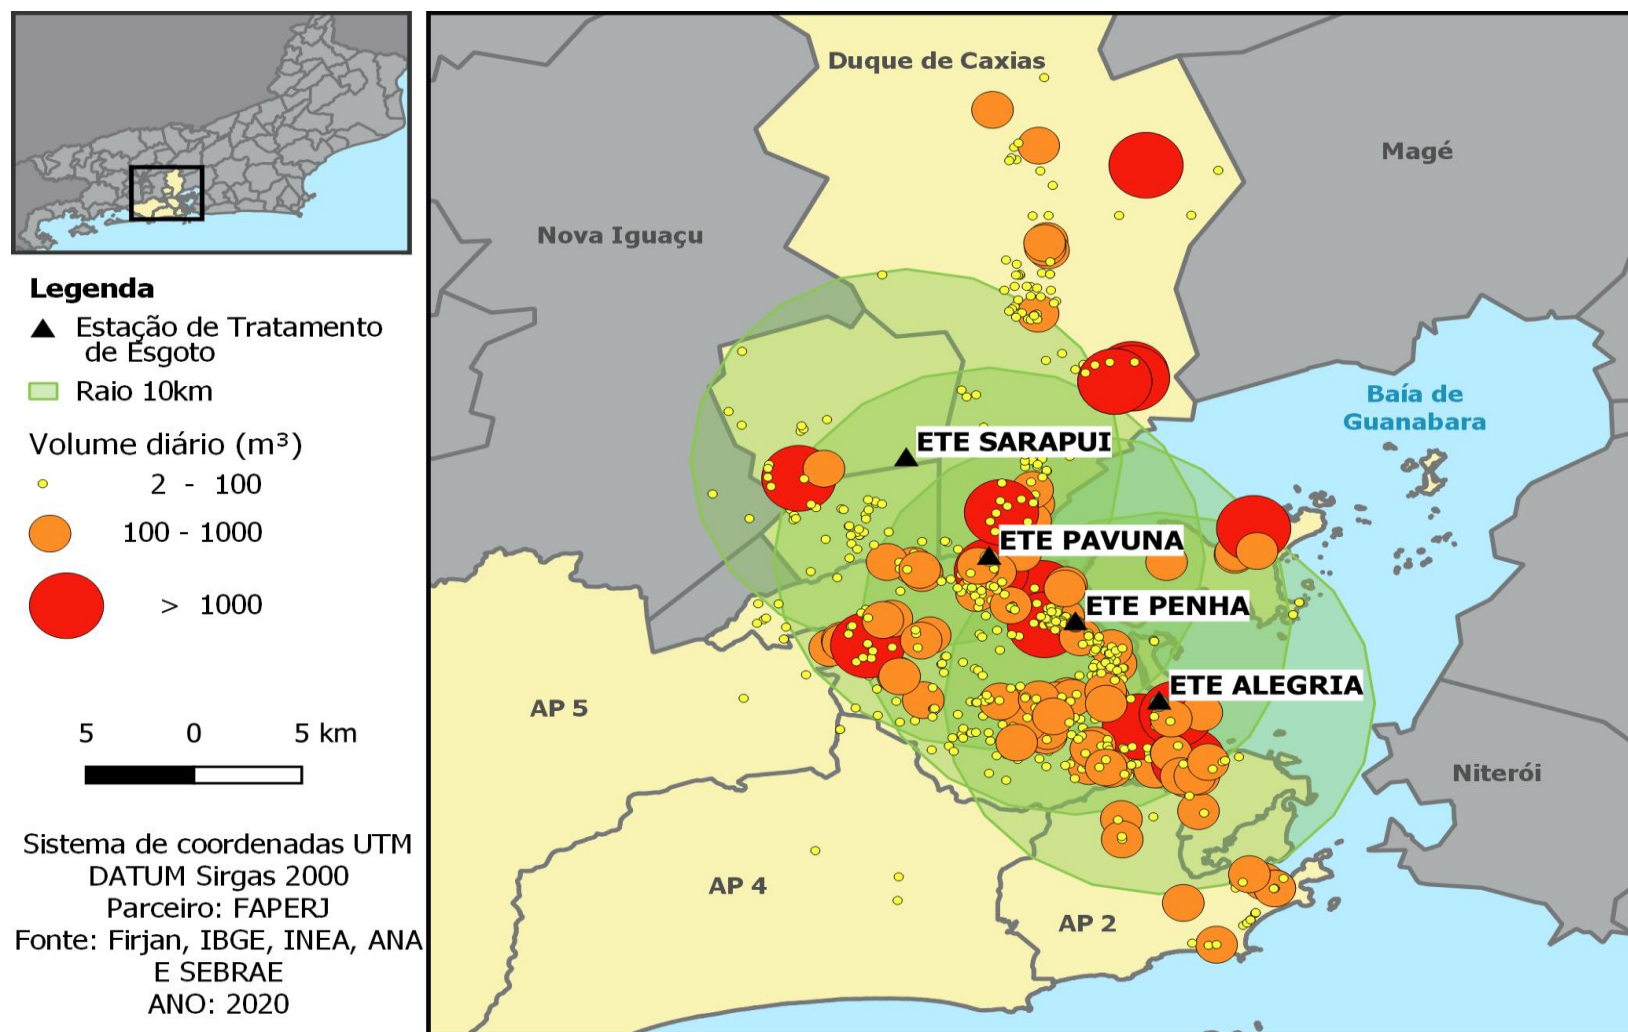 Legenda
Estação de Tratamento
de Esgoto
Raio 10km
Volume diário (m³)
2 - 100
100 - 1000
> 1000
5 0 5 km
Sistema de coordenadas UTM
DATUM Sirgas 2000
Parceiro: FAPERJ
Fonte: Firjan, IBGE, INEA, ANA
E SEBRAE
ANO: 2020
Duque de Caxias
Magé
Nova Iguaçu
Baía de
Guanabara
ETE SARAPUI
ETE PAVUNA
ETE PENHA
ETE ALEGRIA
AP 5
Niterói
AP 4
AP 2